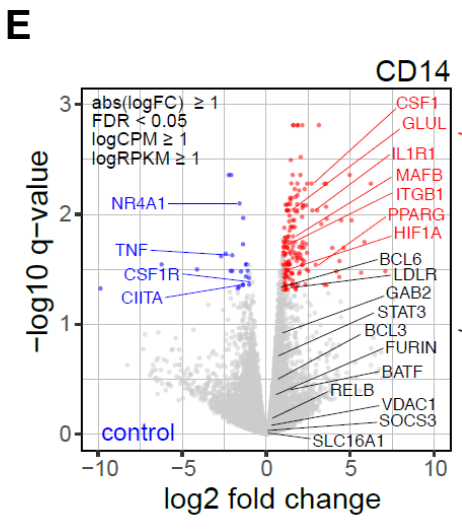 E
CD14
abs(logFC) ≥ 1
FDR < 0.05
logCPM ≥ 1
logRPKM ≥ 1
CSF1
GLUL
IL1R1
MAFB
ITGB1
PPARG
HIF1A
BCL6
LDLR
GAB2
STAT3
BCL3
FURIN
BATF
RELB
VDAC1
SOCS3
SLC16A1
NR4A1
TNF
CSF1R
CIITA
control
−log10 q-value
3
2
1
0
−10
−5
0
5
10
log2 fold change